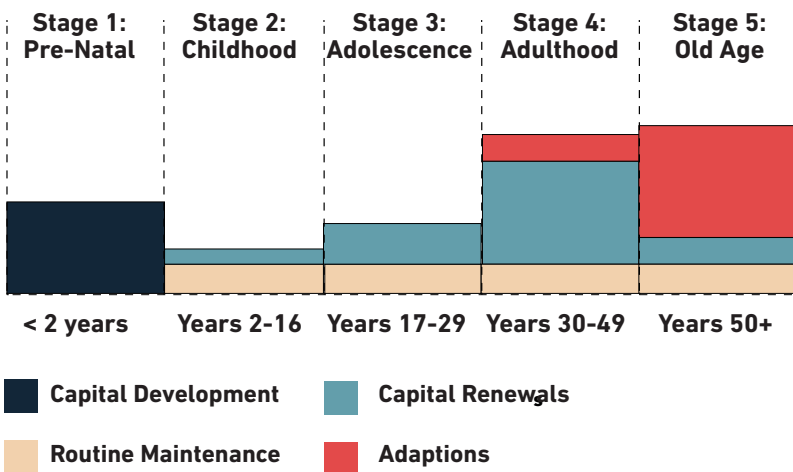 Stage 1:
Pre-Natal
Stage 2:
Childhood
Stage 3:
Adolescence
Stage 4:
Adulthood
Stage 5:
Old Age
< 2 years
Years 2-16
Years 17-29
Years 30-49
Years 50+
Capital Development
Capital Renewals
Routine Maintenance
Adaptions